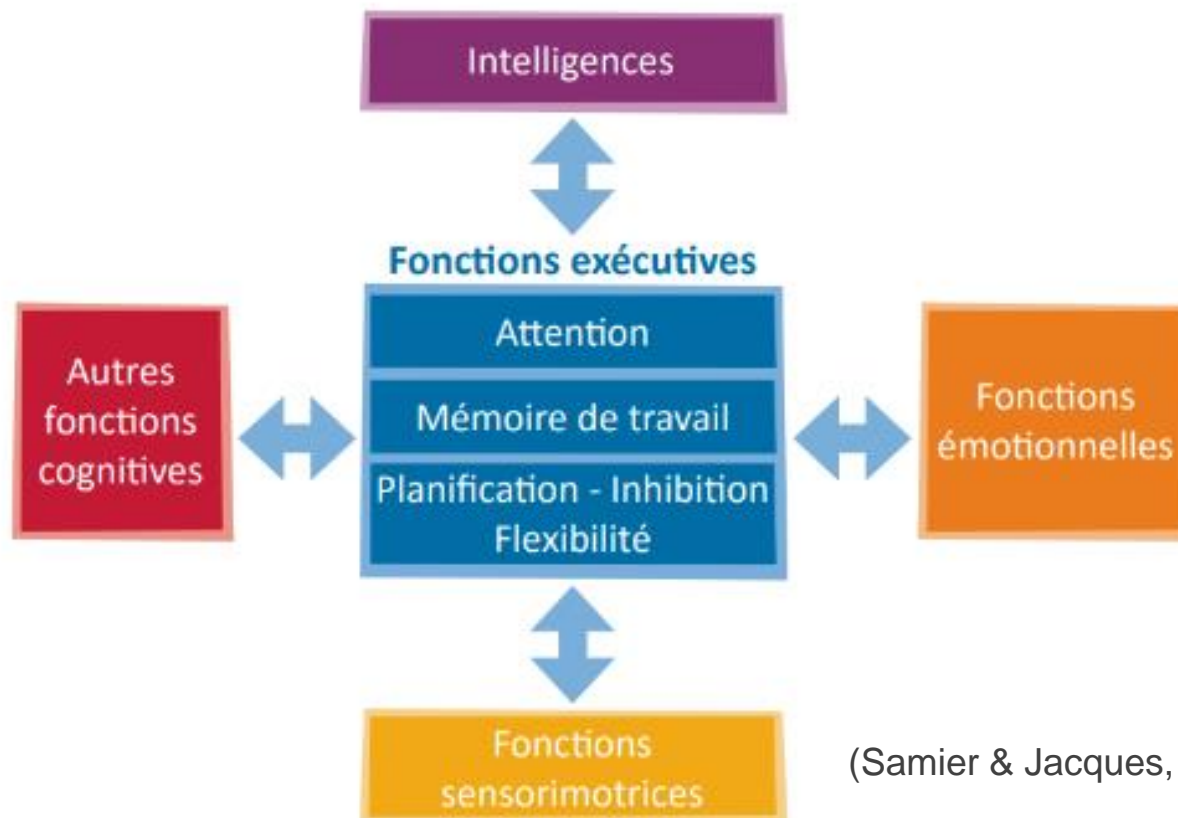 Intelligences
Fonctions exécutives
Attention
Mémoire de travail
Planification - Inhibition
Flexibilité
Autres
fonctions
cognitives
Fonctions
émotionnelles
Fonctions
sensorimotrices
(Samier & Jacques,